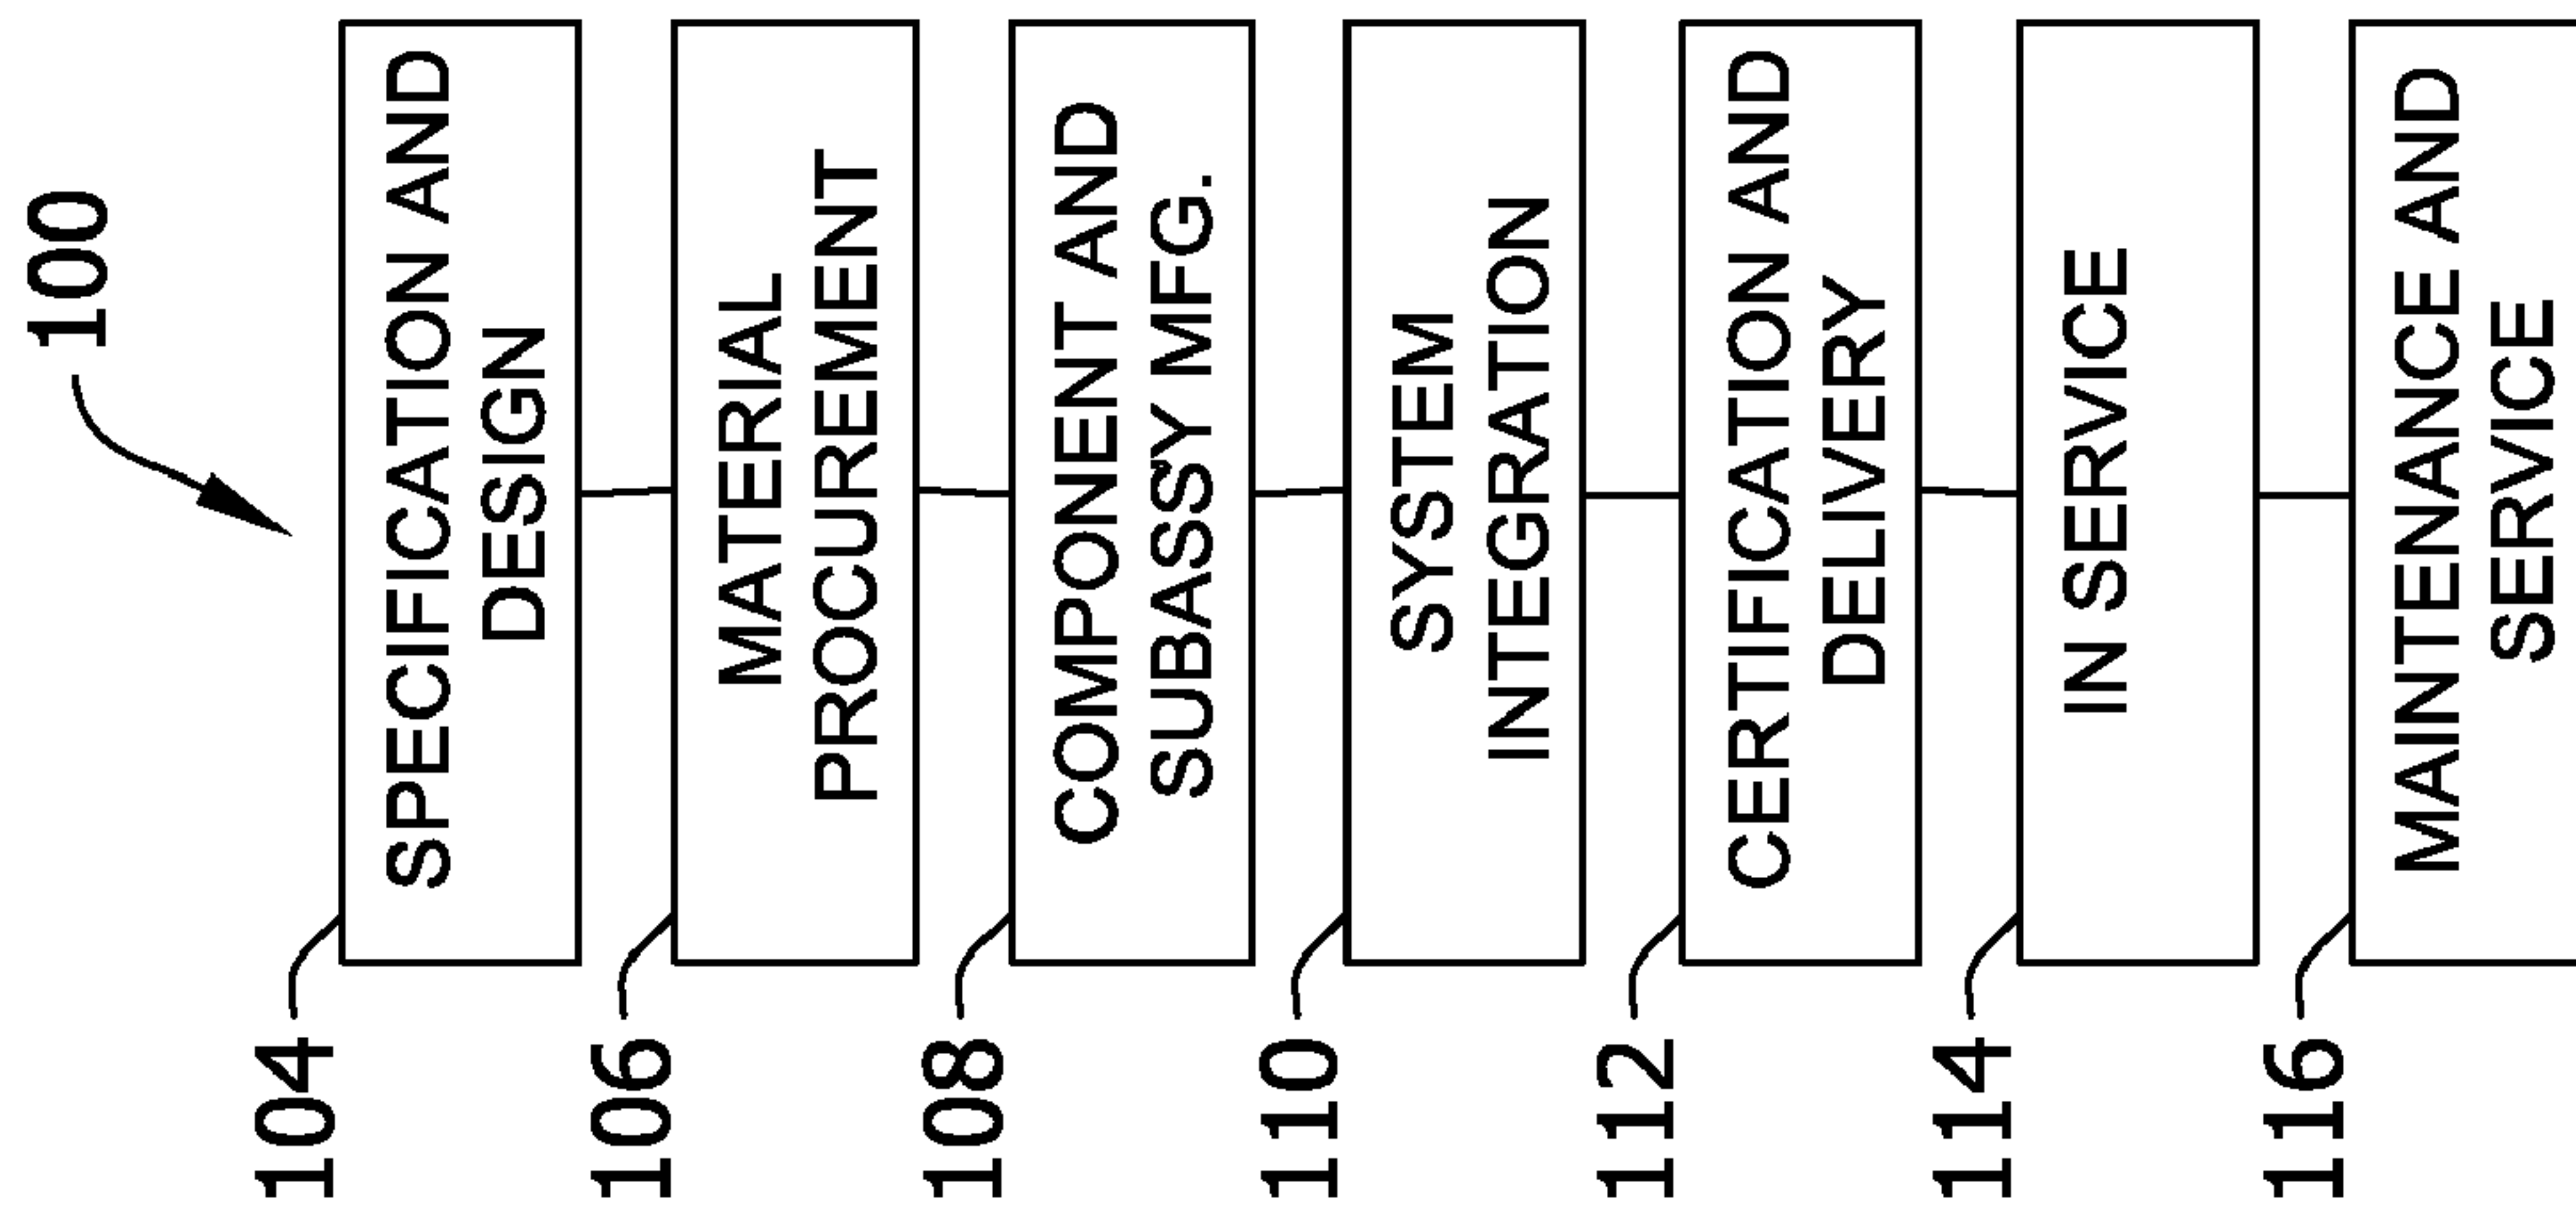 100
104
SPECIFICATION AND
DESIGN
106
MATERIAL
PROCUREMENT
108
COMPONENT AND
SUBASSY MFG.
110
SYSTEM
INTEGRATION
112
CERTIFICATION AND
DELIVERY
114
IN SERVICE
116
MAINTENANCE AND
SERVICE